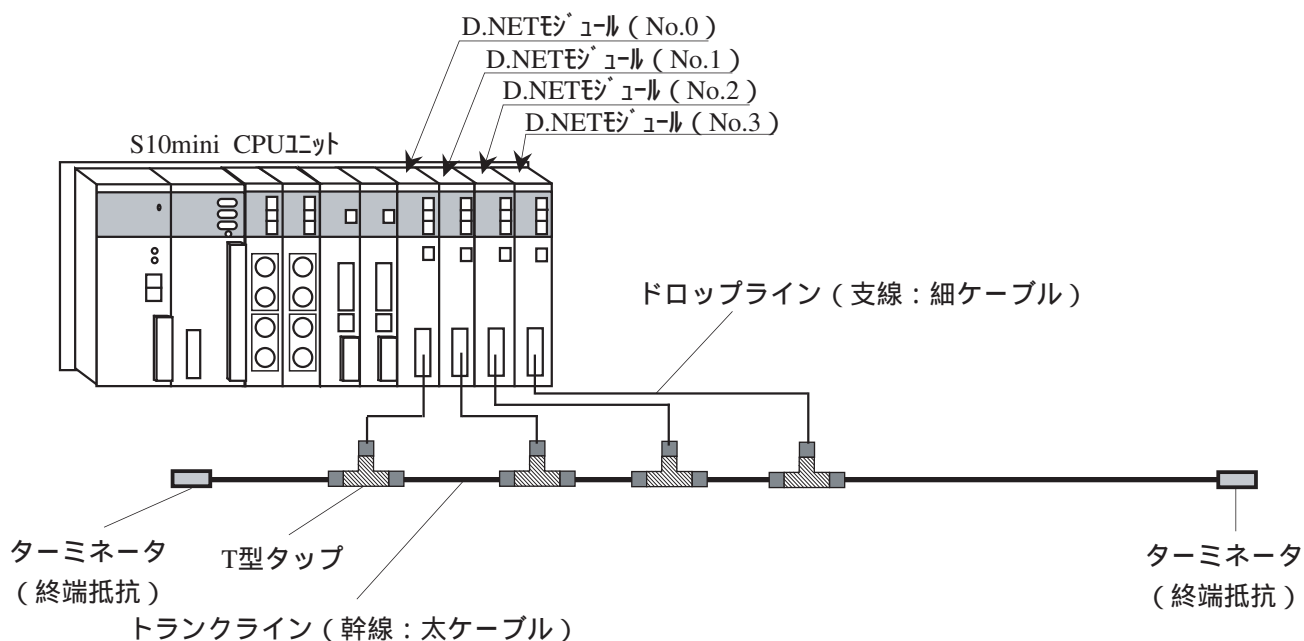 D.NETﾓｼﾞｭｰﾙ（No.0）
D.NETﾓｼﾞｭｰﾙ（No.1）
D.NETﾓｼﾞｭｰﾙ（No.2）
D.NETﾓｼﾞｭｰﾙ（No.3）
S10mini CPUﾕﾆｯﾄ
ドロップライン（支線：細ケーブル）
ターミネータ
（終端抵抗）
T型タップ
トランクライン（幹線：太ケーブル）
ターミネータ
（終端抵抗）